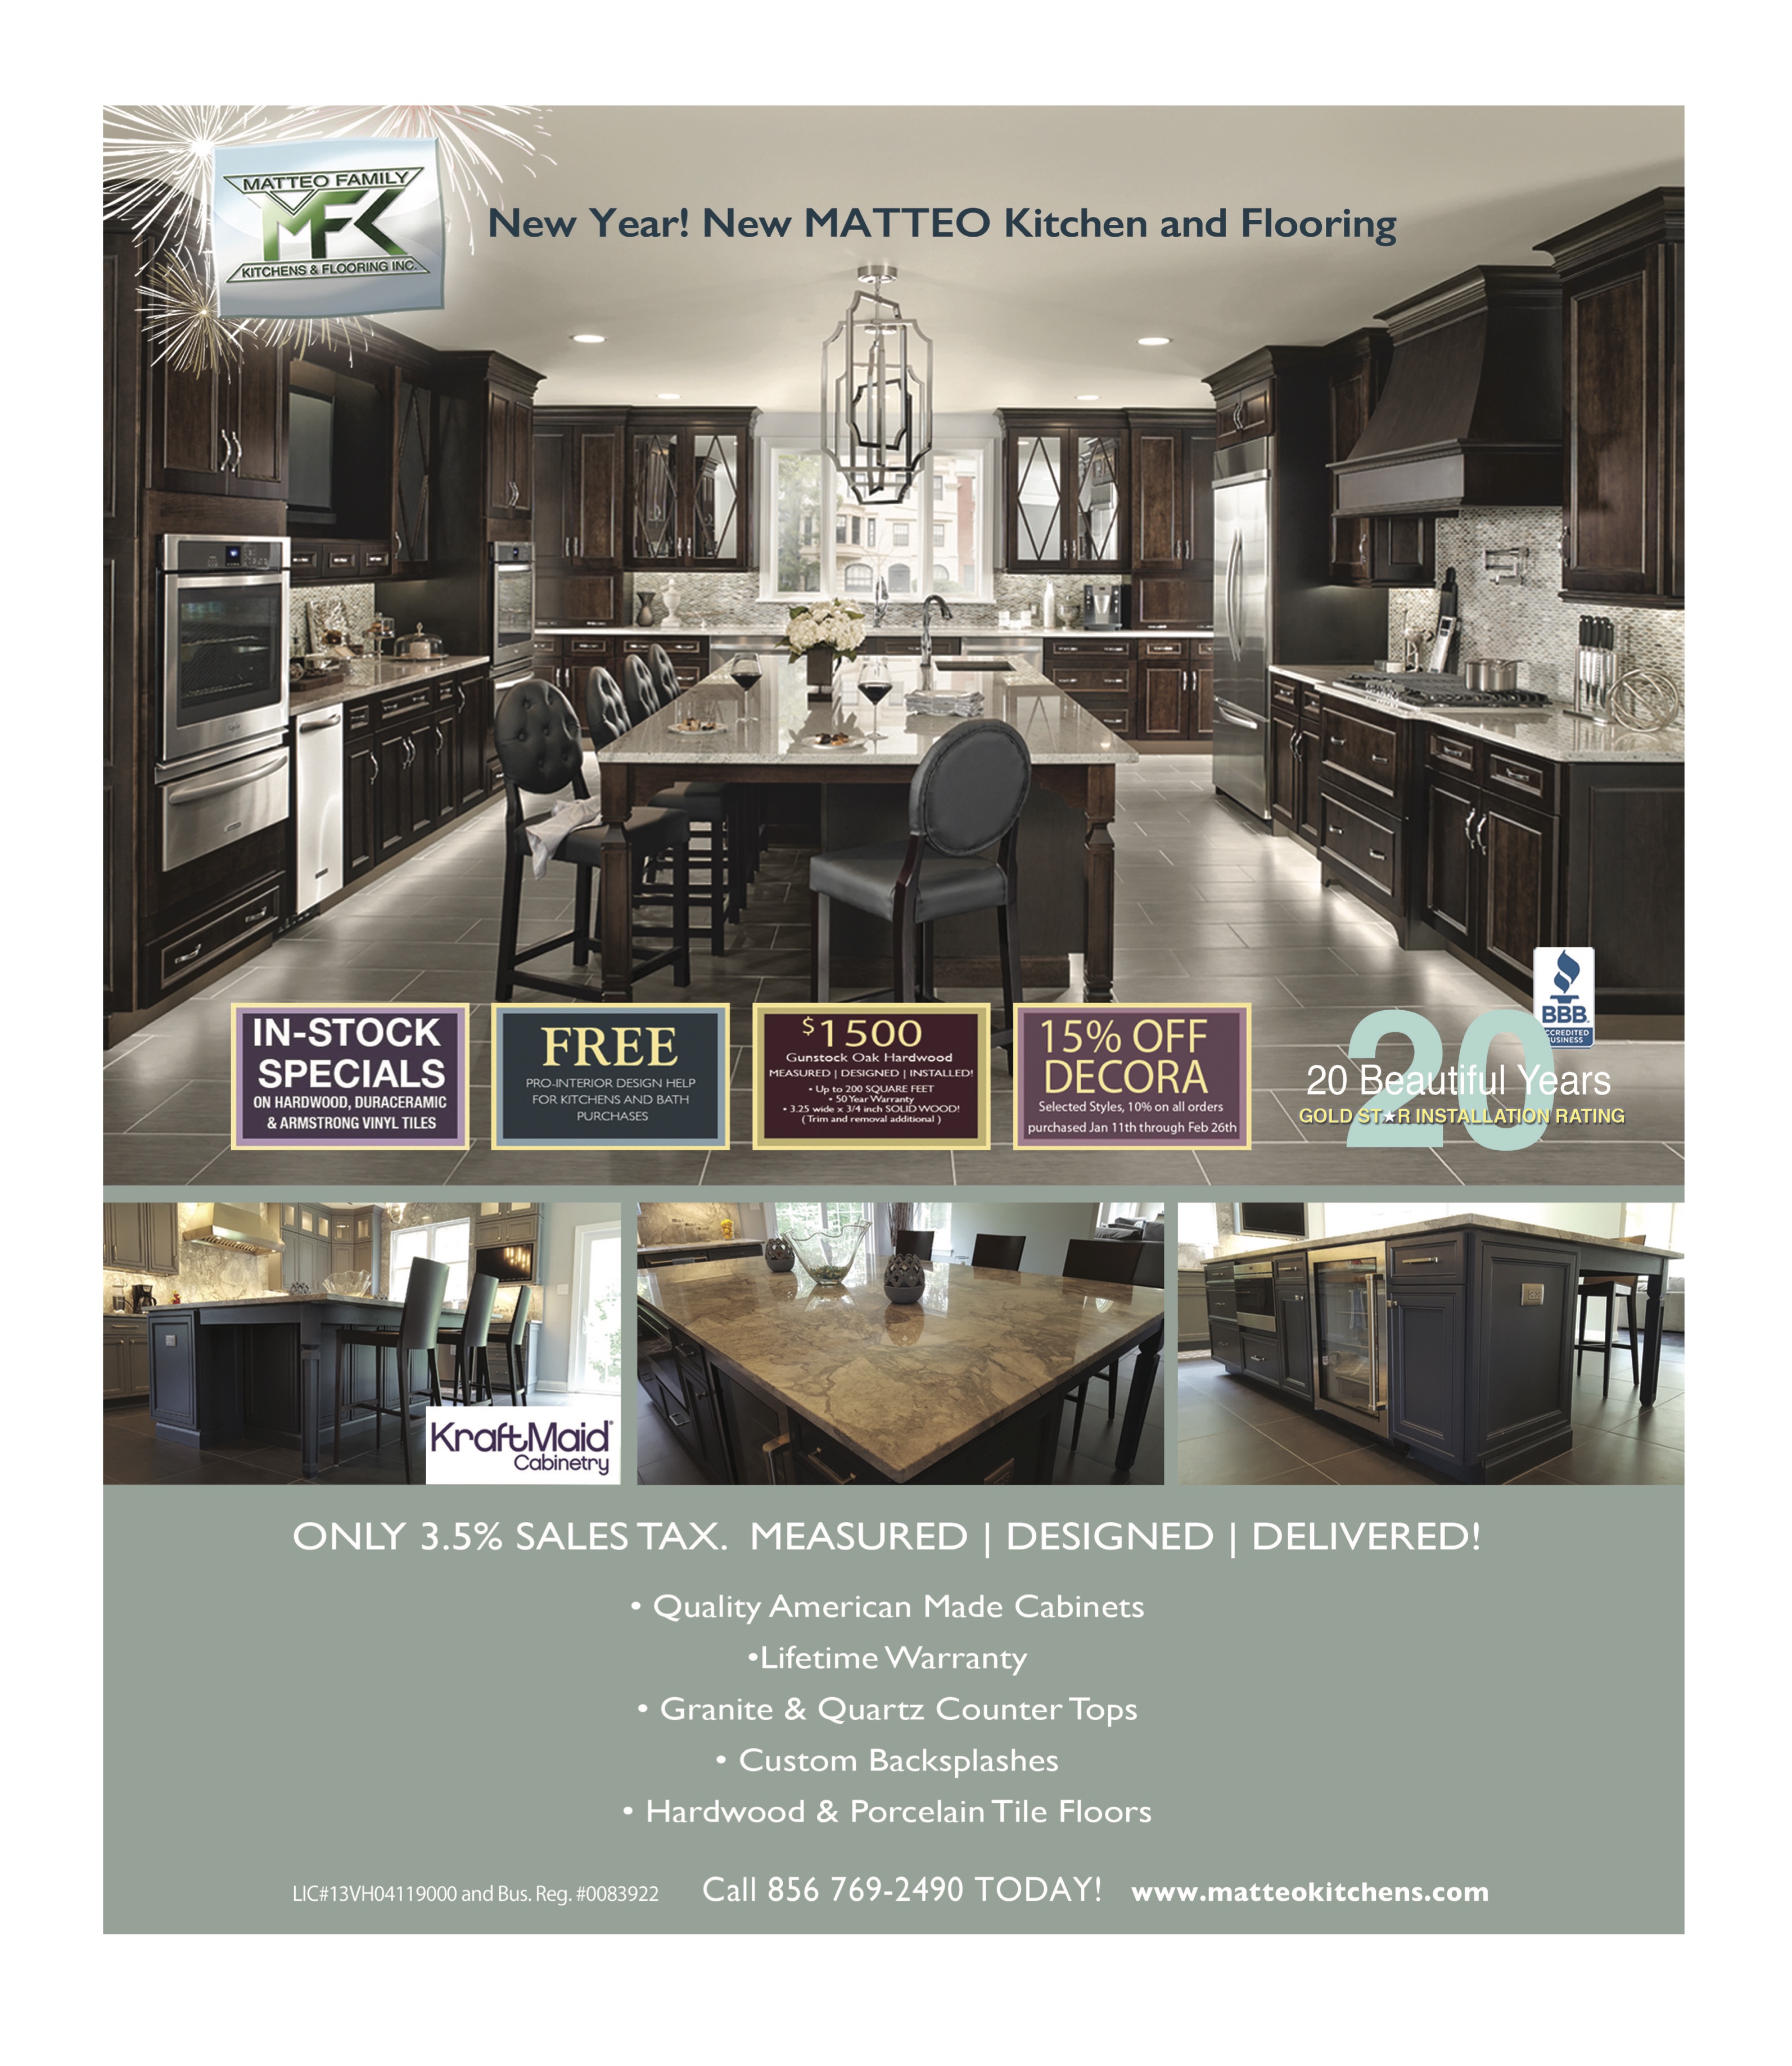 MATTEO FAMILY
MFK
KITCHENS & FLOORING INC.
New Year! New MATTEO Kitchen and Flooring
IN-STOCK
SPECIALS
ON HARDWOOD, DURACERAMIC
& ARMSTRONG VINYL TILES
FREE
PRO-INTERIOR DESIGN HELP
FOR KITCHENS AND BATH
PURCHASES
$1500
Gunstock Oak Hardwood
MEASURED | DESIGNED | INSTALLED!
• Up to 200 SQUARE FEET
• 50 Year Warranty
• 3.25 wide x 3/4 inch SOLID WOOD!
( Trim and removal additional )
15% OFF
DECORA
Selected Styles, 10% on all orders
purchased Jan 11th through Feb 26th
BBB.
ACCREDITED
BUSINESS
20
20 Beautiful Years
GOLD ST★R INSTALLATION RATING
KraftMaid®
Cabinetry
ONLY 3.5% SALES TAX. MEASURED | DESIGNED | DELIVERED!
• Quality American Made Cabinets
•Lifetime Warranty
• Granite & Quartz Counter Tops
• Custom Backsplashes
• Hardwood & Porcelain Tile Floors
LIC#13VH04119000 and Bus. Reg. #0083922 Call 856 769-2490 TODAY! www.matteokitchens.com